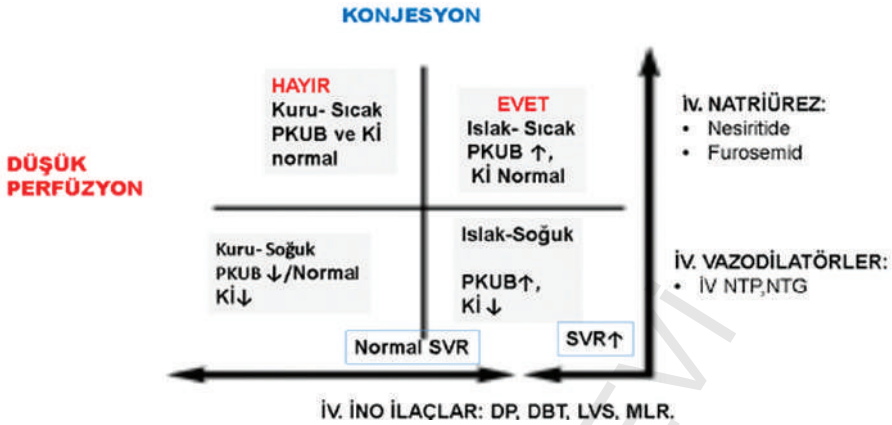 KONJESYON
HAYIR
Kuru- Sıcak
PKUB ve Kİ
normal
EVET
Islak- Sıcak
PKUB ↑,
Kİ Normal
İV. NATRİÜREZ:
• Nesiritide
• Furosemid
DÜŞÜK
PERFÜZYON
Kuru- Soğuk
PKUB ↓/Normal
Kİ↓
Islak-Soğuk
PKUB↑,
Kİ ↓
İV. VAZODİLATÖRLER:
• İV NTP,NTG
Normal SVR
SVR↑
İV. İNO İLAÇLAR: DP, DBT, LVS, MLR.